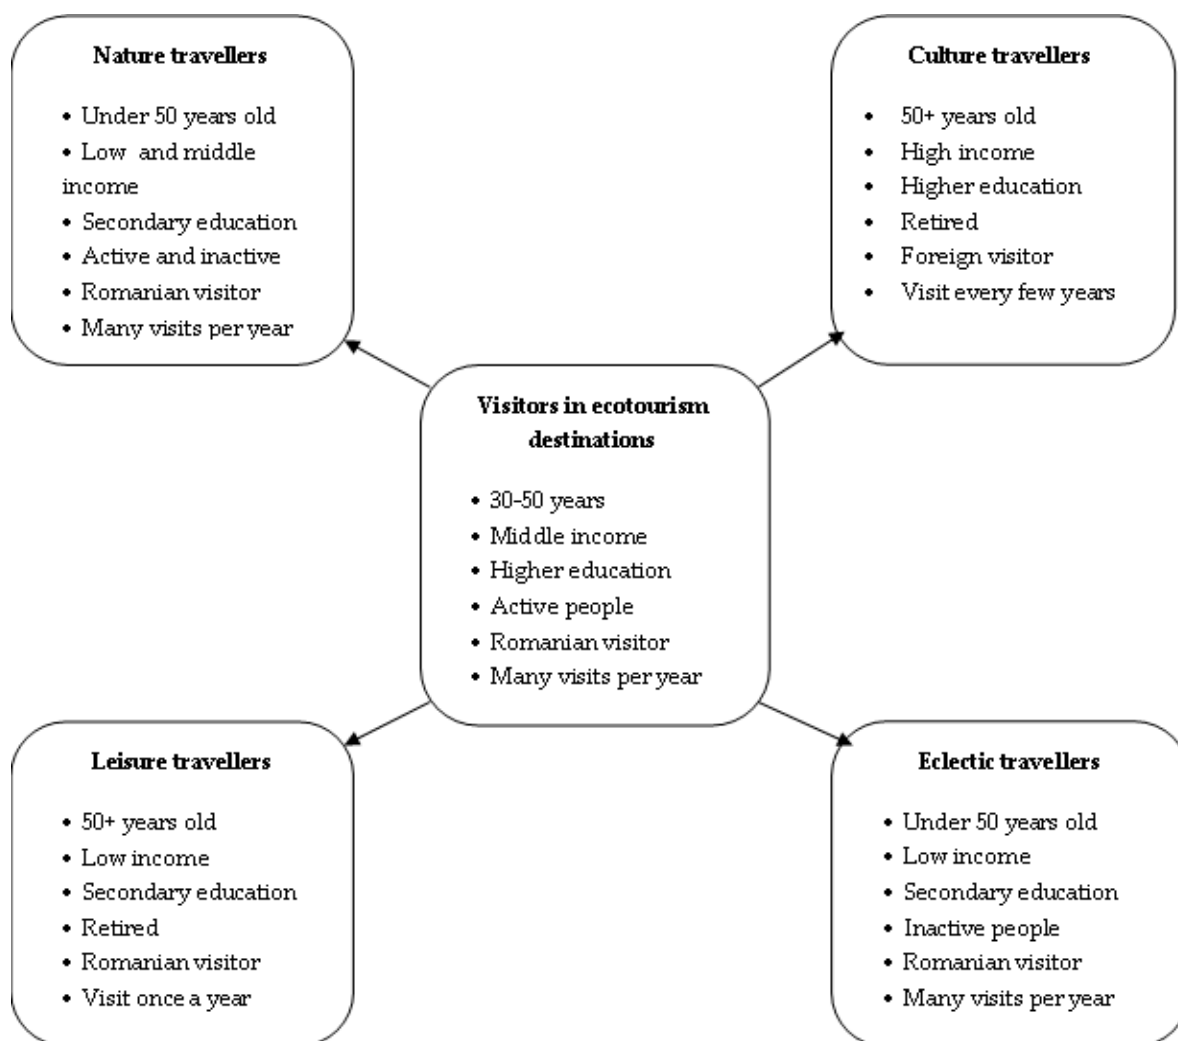 Nature travellers
• Under 50 years old
• Low and middle
income
• Secondary education
• Active and inactive
• Romanian visitor
• Many visits per year
Culture travellers
• 50+ years old
• High income
• Higher education
• Retired
• Foreign visitor
• Visit every few years
Visitors in ecotourism
destinations
• 30-50 years
• Middle income
• Higher education
• Active people
• Romanian visitor
• Many visits per year
Leisure travellers
• 50+ years old
• Low income
• Secondary education
• Retired
• Romanian visitor
• Visit once a year
Eclectic travellers
• Under 50 years old
• Low income
• Secondary education
• Inactive people
• Romanian visitor
• Many visits per year